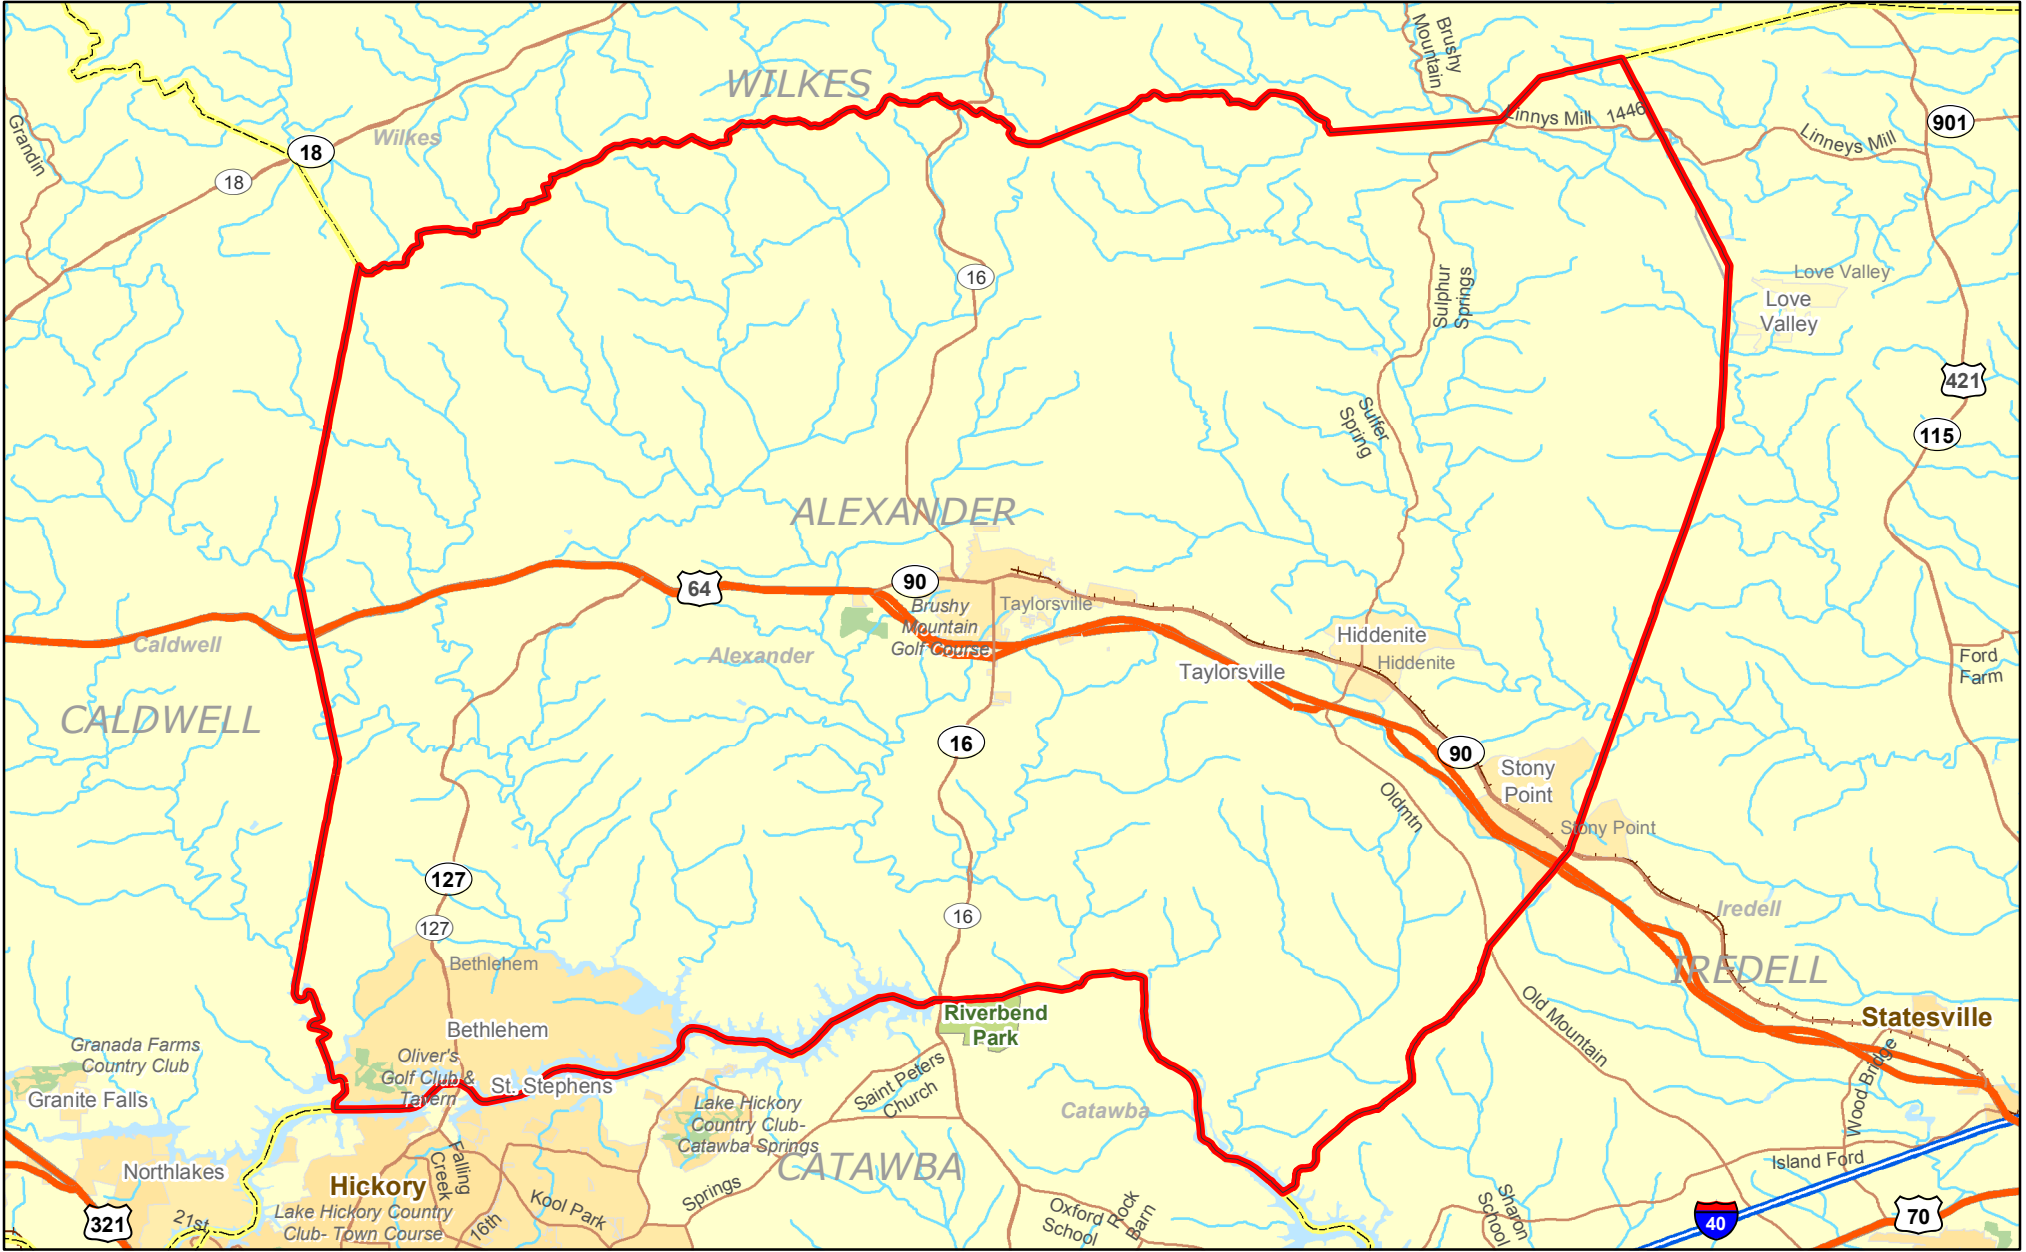 WILKES
Brushy
Mountain
Linnys Mill
1446
Linneys Mill
901
Grandin
18
Wilkes
18
16
Sulphur
Springs
Love Valley
Love
Valley
421
115
Sulfer
Spring
ALEXANDER
64
90
Brushy
Mountain
Golf Course
Taylorsville
Hiddenite
Hiddenite
Taylorsville
Caldwell
Alexander
CALDWELL
Ford
Farm
16
90
Stony
Point
Stony Point
Oldmtn
127
127
16
Iredell
IREDELL
Bethlehem
Bethlehem
Riverbend
Park
Old Mountain
Statesville
Wood Bridge
Granada Farms
Country Club
Granite Falls
Oliver's
Golf Club &
Tavern
St. Stephens
Saint Peters
Church
Lake Hickory
Country Club-
Catawba Springs
Catawba
CATAWBA
Northlakes
Hickory
Lake Hickory Country
Club- Town Course
Falling
Creek
Kool Park
16th
Springs
21st
321
Oxford
School
Rock
Barn
Sharon
School
Island Ford
40
70